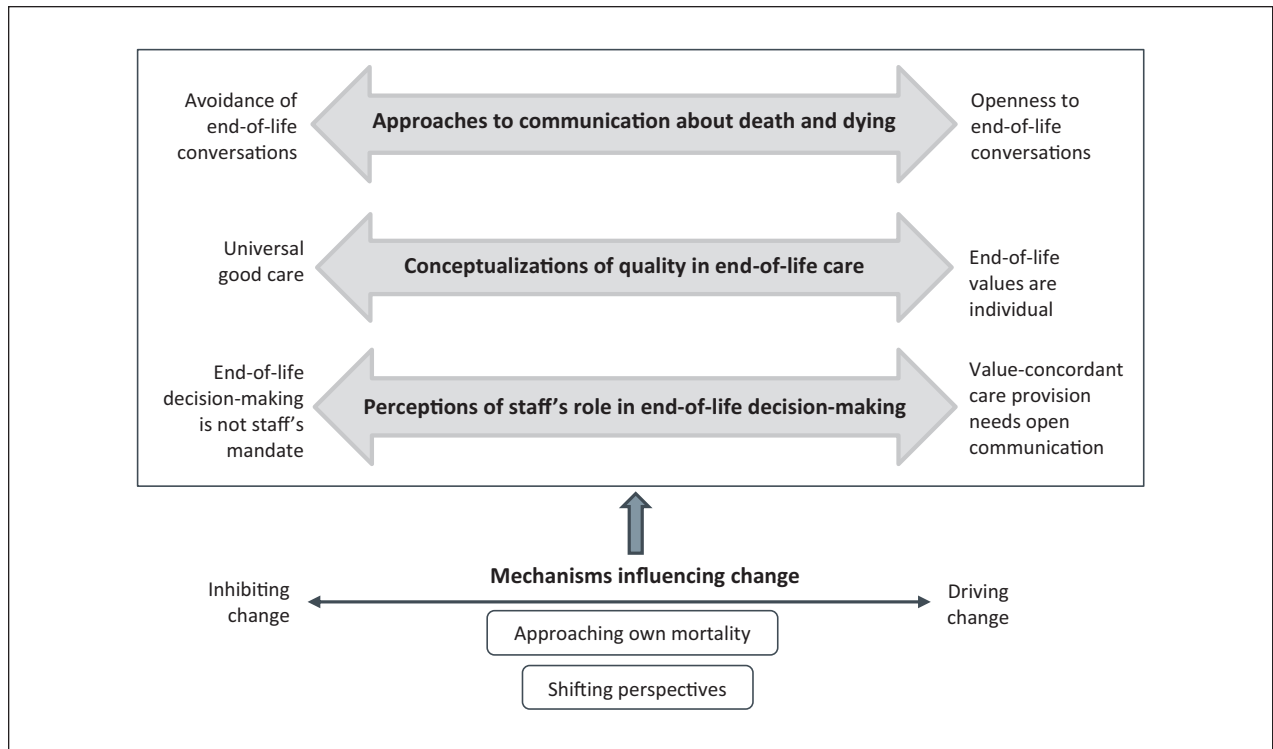 Avoidance of
end-of-life
conversations
Approaches to communication about death and dying
Openness to
end-of-life
conversations
Universal
good care
Conceptualizations of quality in end-of-life care
End-of-life
values are
individual
End-of-life
decision-making
is not staff's
mandate
Perceptions of staff's role in end-of-life decision-making
Value-concordant
care provision
needs open
communication
Mechanisms influencing change
Inhibiting
change
Driving
change
Approaching own mortality
Shifting perspectives